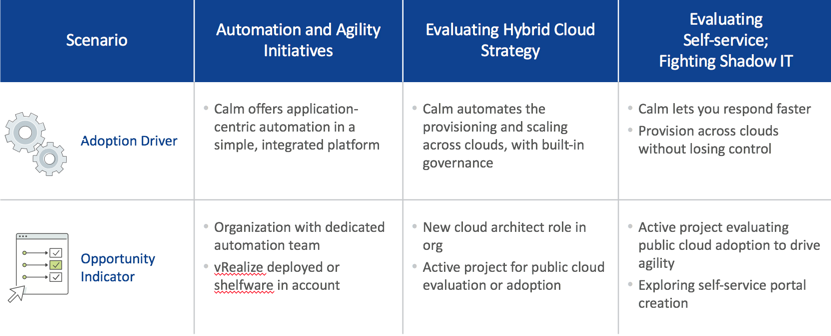 Scenario
Automation and Agility
Initiatives
Evaluating Hybrid Cloud
Strategy
Evaluating
Self-service;
Fighting Shadow IT
Adoption Driver
• Calm offers application-
centric automation in a
simple, integrated platform
• Calm automates the
provisioning and scaling
across clouds, with built-in
governance
• Calm lets you respond faster
• Provision across clouds
without losing control
Opportunity
Indicator
• Organization with dedicated
automation team
• vRealize deployed or
shelfware in account
• New cloud architect role in
org
• Active project for public cloud
evaluation or adoption
• Active project evaluating
public cloud adoption to drive
agility
• Exploring self-service portal
creation